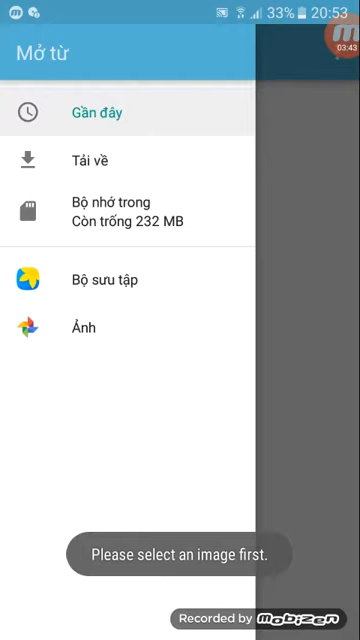 33% 20:53
Mở từ
03:43
Gần đây
Tải về
Bộ nhớ trong
Còn trống 232 MB
Bộ sưu tập
Ảnh
Please select an image first.
Recorded by mobizen